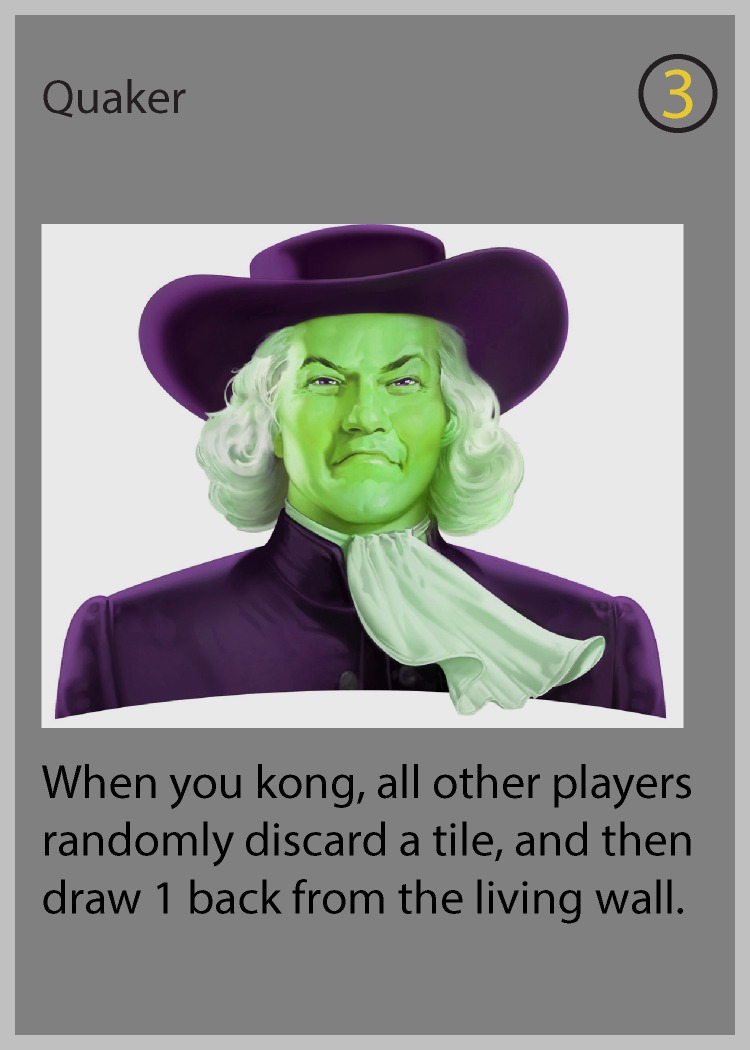 Quaker
3
When you kong, all other players
randomly discard a tile, and then
draw 1 back from the living wall.